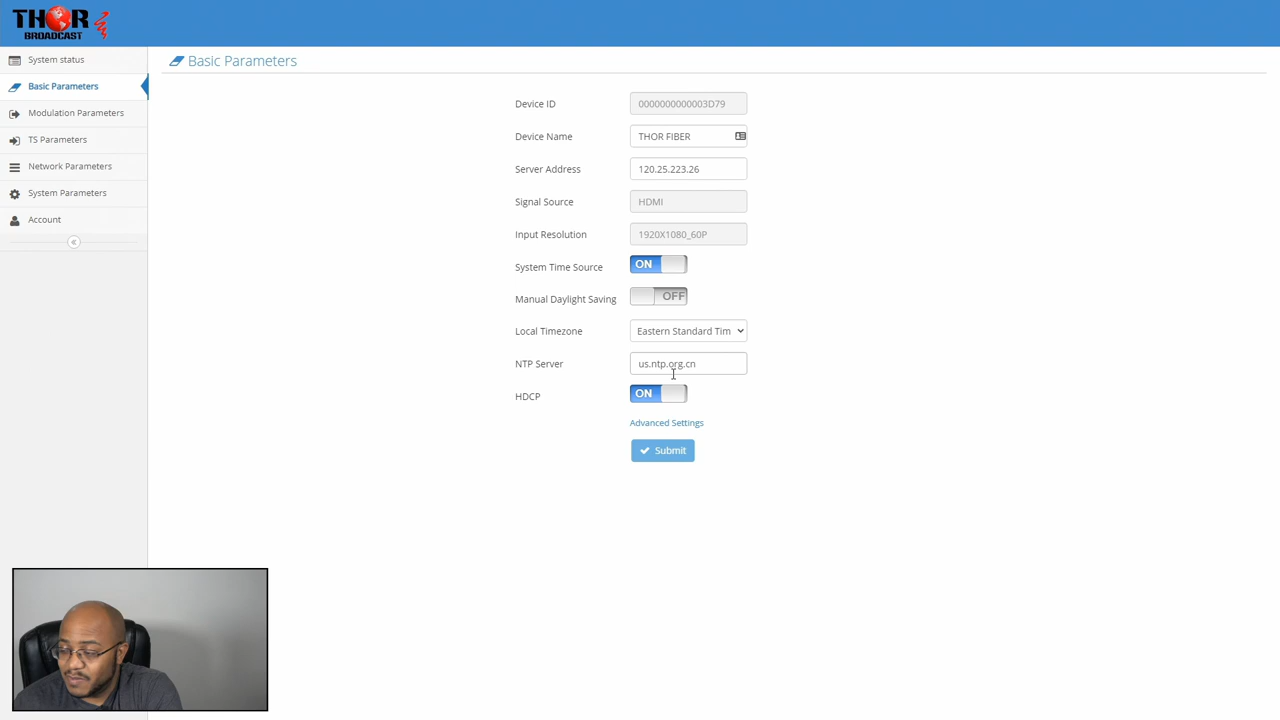 THOR
BROADCAST
System status
Basic Parameters
Modulation Parameters
TS Parameters
Network Parameters
System Parameters
Account
Basic Parameters
Device ID 0000000000003D79
Device Name THOR FIBER
Server Address 120.25.223.26
Signal Source HDMI
Input Resolution 1920X1080_60P
System Time Source ON
Manual Daylight Saving OFF
Local Timezone Eastern Standard Tim
NTP Server us.ntp.org.cn
HDCP ON
Advanced Settings
Submit